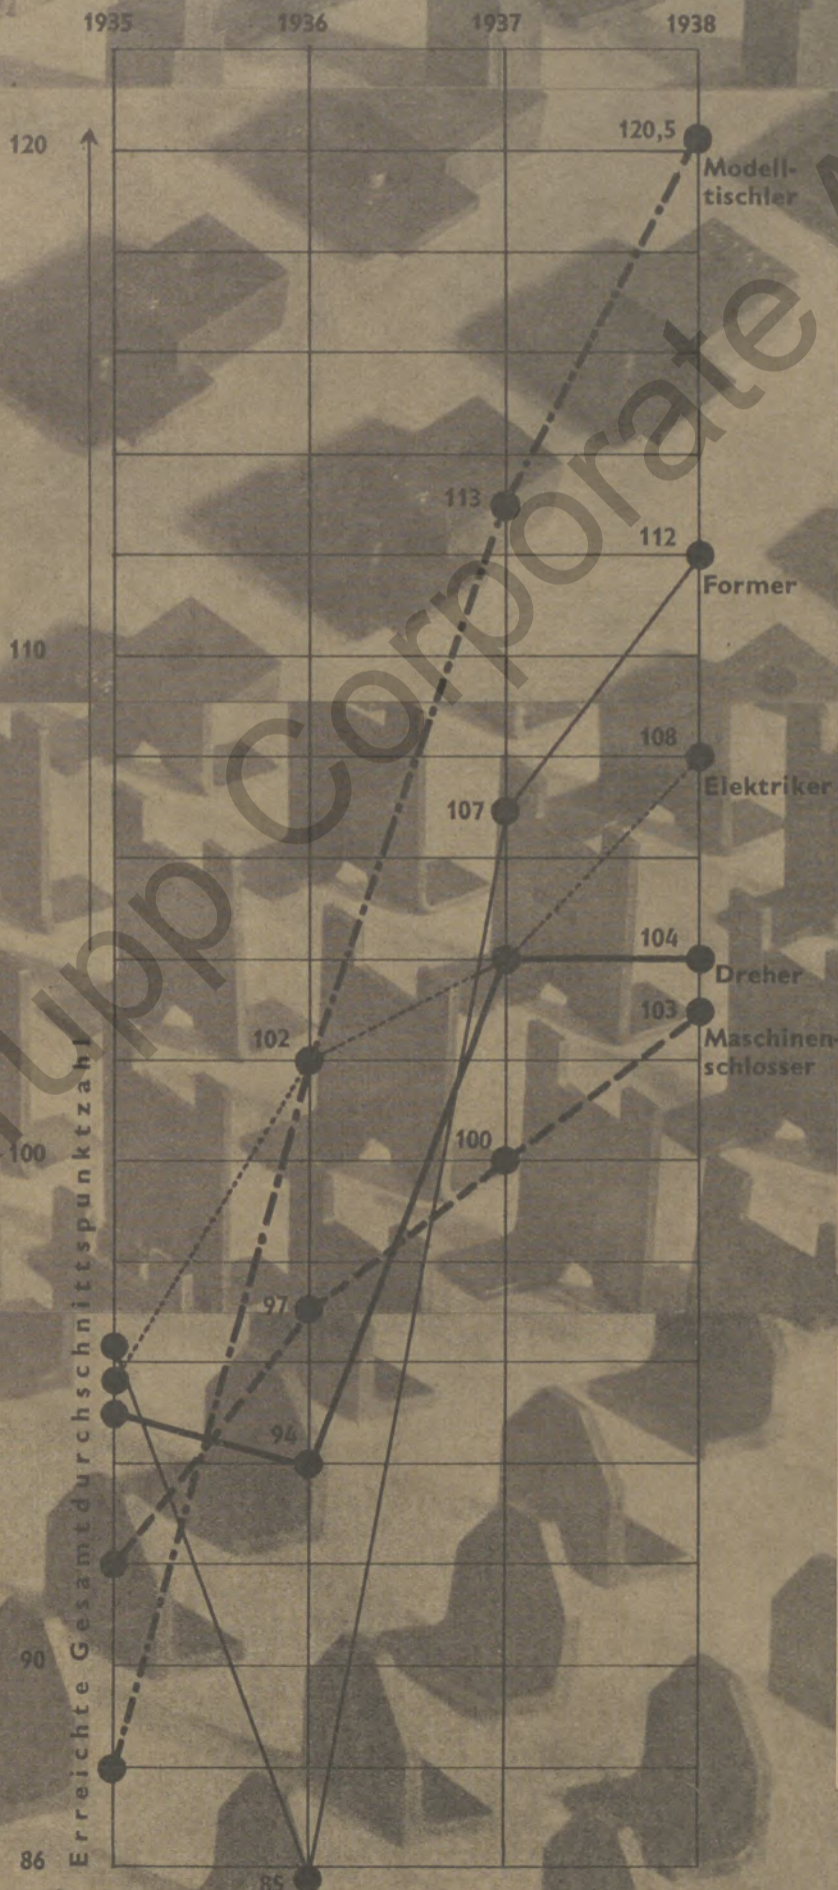 1935 1936 1937 1938
120,5
120
Modell-
tischler
113
112
Former
110
108
Elektriker
107
104
Dreher
103
Maschinen-
schlosser
102
100
100
97
94
90
86
85
Erreichte Gesamtdurchschnittspunktzahl
upp Corporate